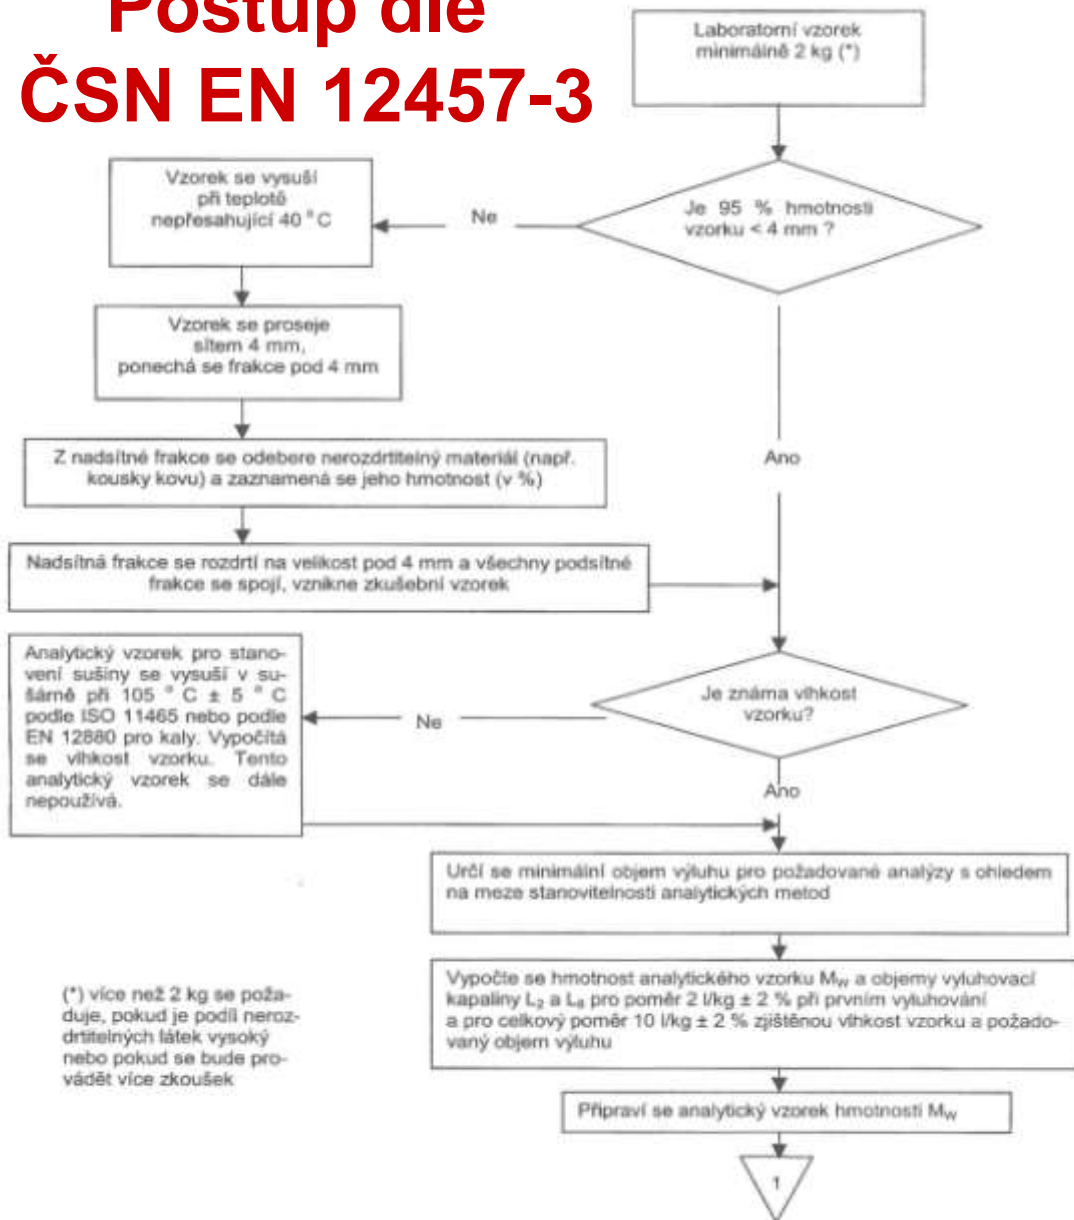 Postup dle
ČSN EN 12457-3
Laboratorní vzorek
minimálně 2 kg (*)
Je 95 % hmotnosti
vzorku < 4 mm ?
Ne
Vzorek se vysuší
při teplotě
nepřesahující 40 ° C
Vzorek se proseje
sítem 4 mm,
ponechá se frakce pod 4 mm
Z nadsítné frakce se odebere nerozdrtitelný materiál (např.
kousky kovu) a zaznamená se jeho hmotnost (v %)
Ano
Nadsítná frakce se rozdrtí na velikost pod 4 mm a všechny podsítné
frakce se spojí, vznikne zkušební vzorek
Je známa vlhkost
vzorku?
Ne
Analytický vzorek pro stano-
vení sušiny se vysuší v su-
šárně při 105 ° C ± 5 ° C
podle ISO 11465 nebo podle
EN 12880 pro kaly. Vypočítá
se vlhkost vzorku. Tento
analytický vzorek se dále
nepoužívá.
Ano
Určí se minimální objem výluhu pro požadované analýzy s ohledem
na meze stanovitelnosti analytických metod
Vypočte se hmotnost analytického vzorku M_W a objemy vyluhovací
kapaliny L₂ a L₈ pro poměr 2 l/kg ± 2 % při prvním vyluhování
a pro celkový poměr 10 l/kg ± 2 % zjištěnou vlhkost vzorku a požado-
vaný objem výluhu
(*) více než 2 kg se poža-
duje, pokud je podíl neroz-
drtitelných látek vysoký
nebo pokud se bude pro-
vádět více zkoušek
Připraví se analytický vzorek hmotnosti M_W
1